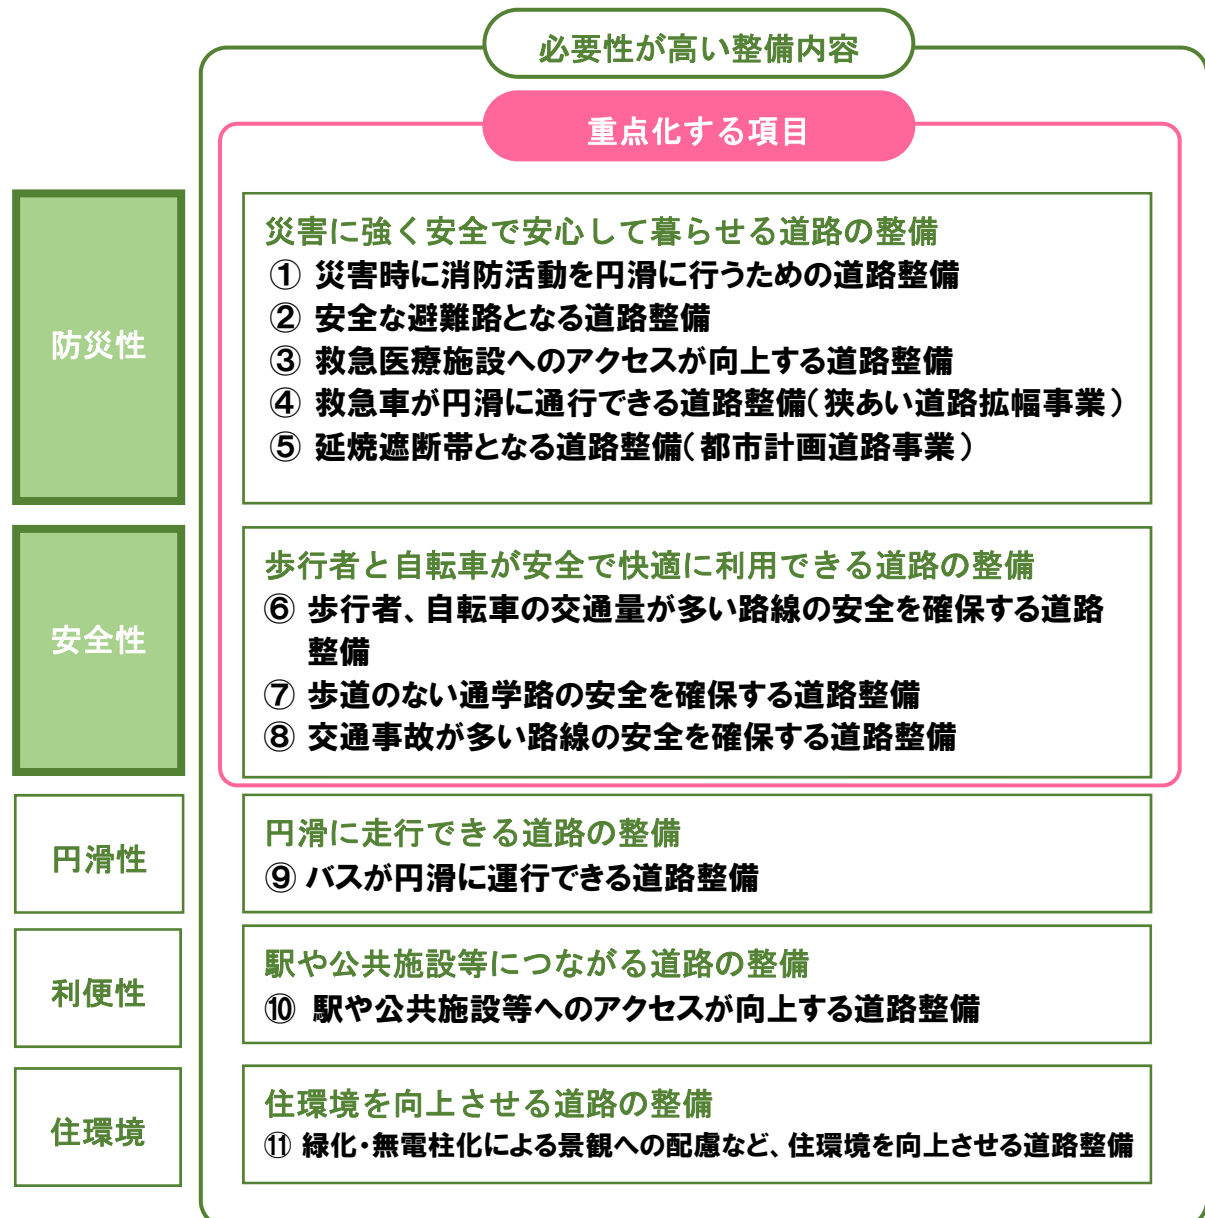 必要性が高い整備内容
重点化する項目
防災性
災害に強く安全で安心して暮らせる道路の整備
① 災害時に消防活動を円滑に行うための道路整備
② 安全な避難路となる道路整備
③ 救急医療施設へのアクセスが向上する道路整備
④ 救急車が円滑に通行できる道路整備（狭あい道路拡幅事業）
⑤ 延焼遮断帯となる道路整備（都市計画道路事業）
安全性
歩行者と自転車が安全で快適に利用できる道路の整備
⑥ 歩行者、自転車の交通量が多い路線の安全を確保する道路
整備
⑦ 歩道のない通学路の安全を確保する道路整備
⑧ 交通事故が多い路線の安全を確保する道路整備
円滑性
円滑に走行できる道路の整備
⑨ バスが円滑に運行できる道路整備
利便性
駅や公共施設等につながる道路の整備
⑩ 駅や公共施設等へのアクセスが向上する道路整備
住環境
住環境を向上させる道路の整備
⑪ 緑化・無電柱化による景観への配慮など、住環境を向上させる道路整備